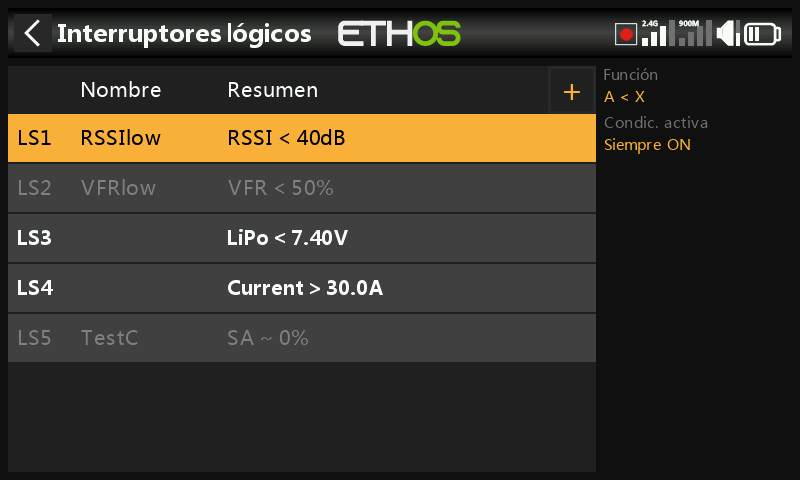 Interruptores lógicos ETHOS 2.4G 900M
Nombre Resumen +
LS1 RSSIlow RSSI < 40dB
LS2 VFRlow VFR < 50%
LS3 LiPo < 7.40V
LS4 Current > 30.0A
LS5 TestC SA ~ 0%
Función
A < X
Condic. activa
Siempre ON